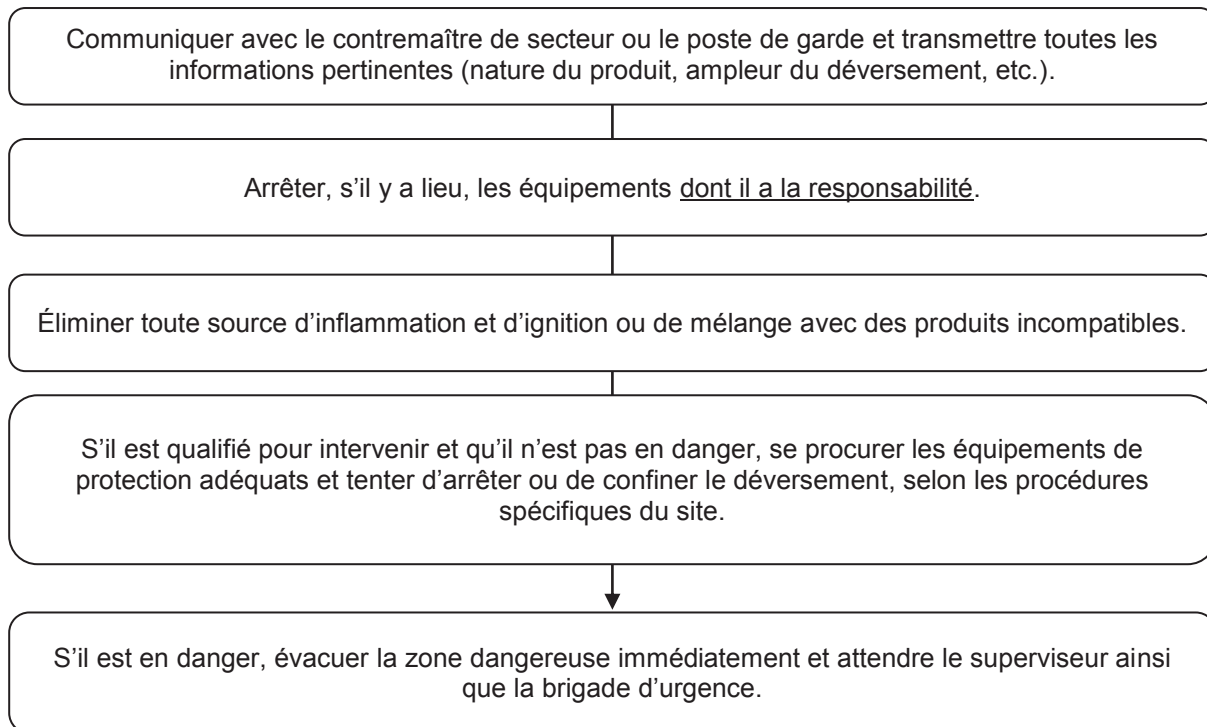 Communiquer avec le contremaître de secteur ou le poste de garde et transmettre toutes les
informations pertinentes (nature du produit, ampleur du déversement, etc.).
Arrêter, s’il y a lieu, les équipements dont il a la responsabilité.
Éliminer toute source d’inflammation et d’ignition ou de mélange avec des produits incompatibles.
S’il est qualifié pour intervenir et qu’il n’est pas en danger, se procurer les équipements de
protection adéquats et tenter d’arrêter ou de confiner le déversement, selon les procédures
spécifiques du site.
S’il est en danger, évacuer la zone dangereuse immédiatement et attendre le superviseur ainsi
que la brigade d’urgence.